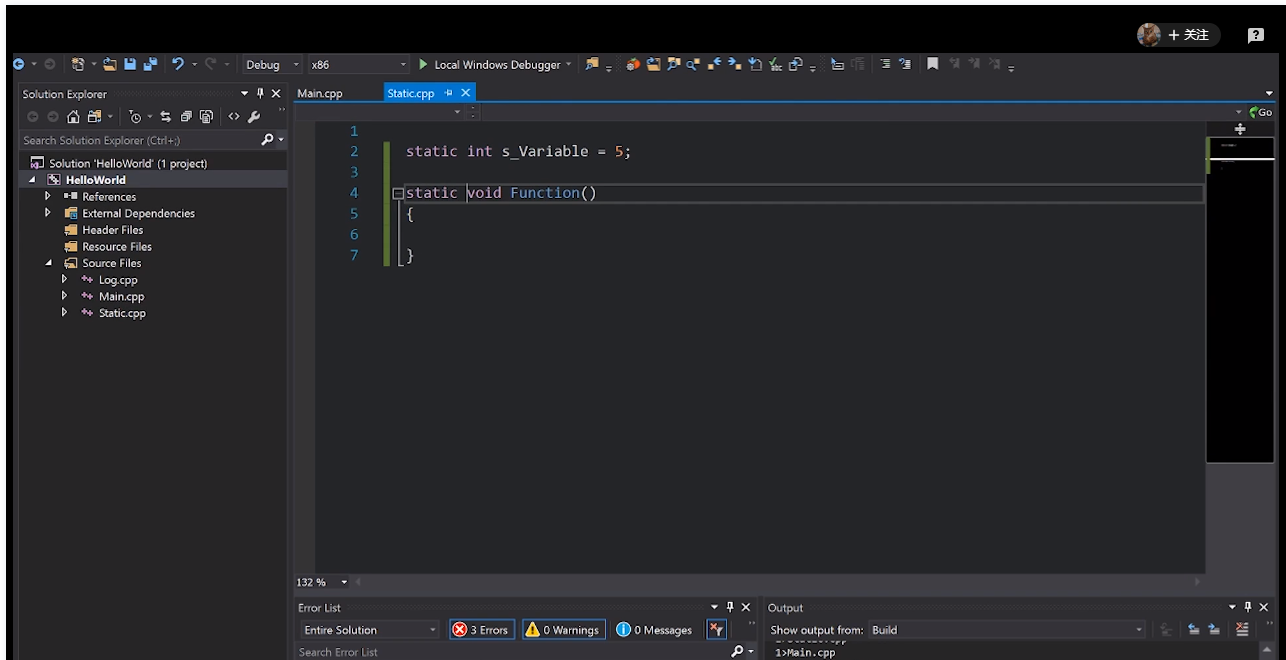 + 关注
?
Debug x86 Local Windows Debugger
Solution Explorer
Main.cpp Static.cpp
Go
Search Solution Explorer (Ctrl+;)
Solution 'HelloWorld' (1 project)
HelloWorld
References
External Dependencies
Header Files
Resource Files
Source Files
Log.cpp
Main.cpp
Static.cpp
1
2 static int s_Variable = 5;
3
4 static void Function()
5 {
6
7 }
132 %
Error List
Entire Solution 3 Errors 0 Warnings 0 Messages
Search Error List
Output
Show output from: Build
1>Main.cpp